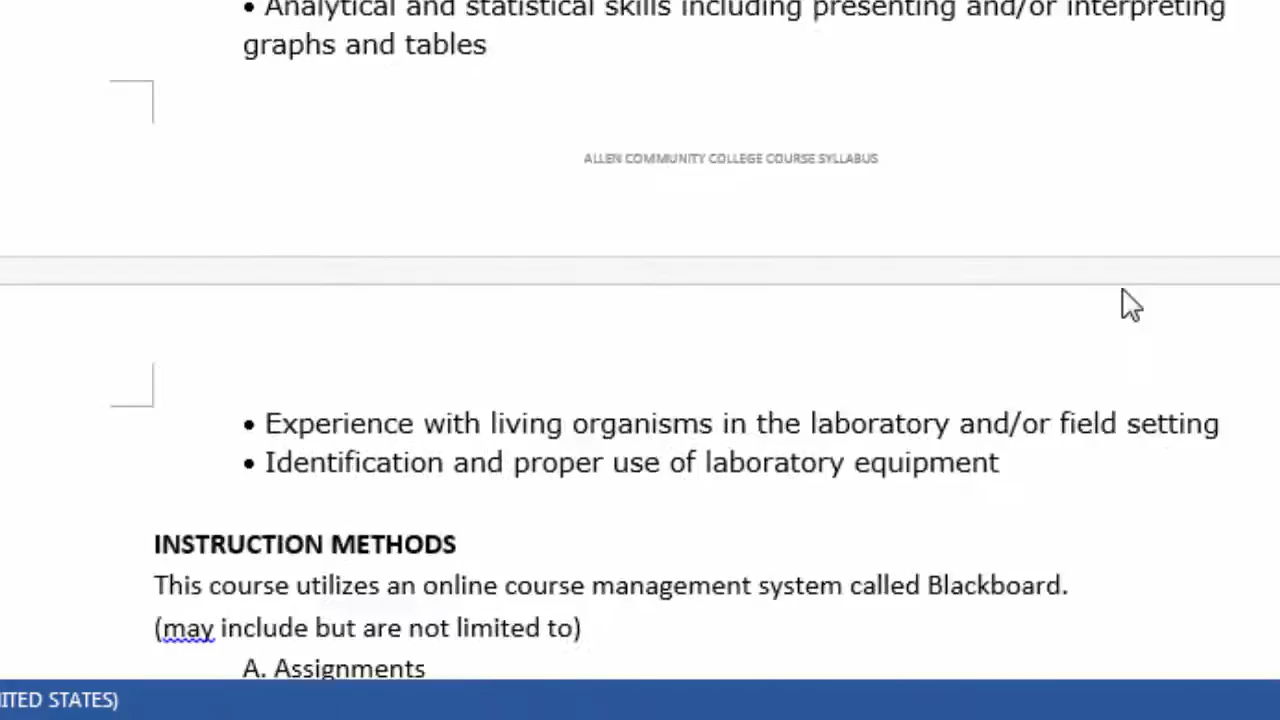 • Analytical and statistical skills including presenting and/or interpreting
graphs and tables
ALLEN COMMUNITY COLLEGE COURSE SYLLABUS
• Experience with living organisms in the laboratory and/or field setting
• Identification and proper use of laboratory equipment
INSTRUCTION METHODS
This course utilizes an online course management system called Blackboard.
(may include but are not limited to)
A. Assignments
ITED STATES)